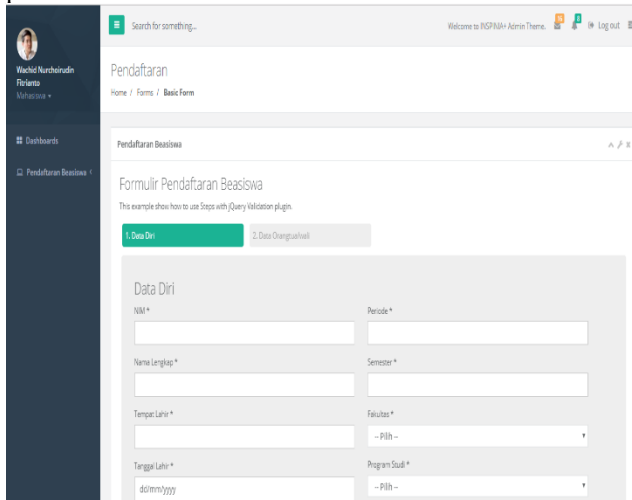 Search for something...
Welcome to INSPINIA+ Admin Theme.
Log out
Wachid Nurchoirudin
Fitrianto
Mahasiswa
Dashboards
Pendaftaran Beasiswa
Pendaftaran
Home / Forms / Basic Form
Pendaftaran Beasiswa
Formulir Pendaftaran Beasiswa
This example show how to use Steps with jQuery Validation plugin.
1. Data Diri
2. Data Orangtua/wali
Data Diri
NIM *
Periode *
Nama Lengkap *
Semester *
Tempat Lahir *
Fakultas *
-- Pilih --
Tanggal Lahir *
Program Studi *
dd/mm/yyyy
-- Pilih --